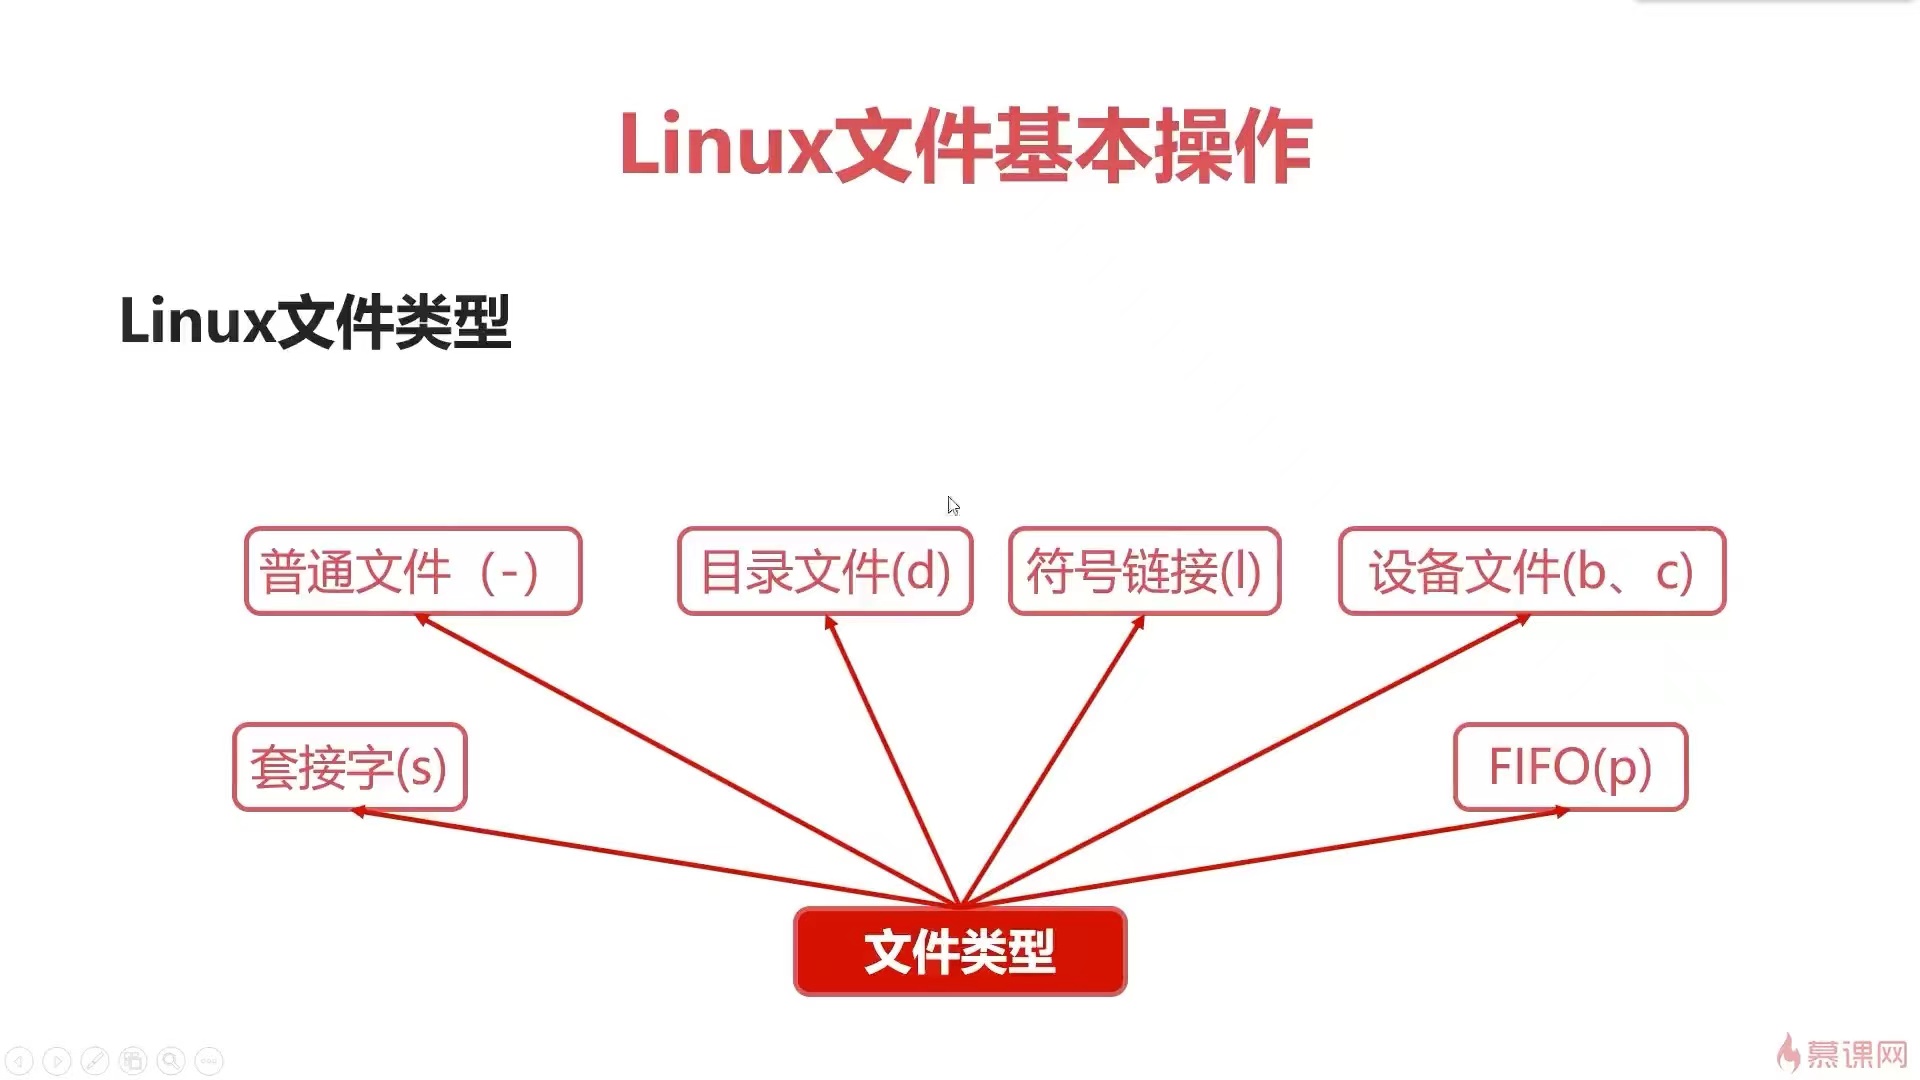 Linux文件基本操作
Linux文件类型
普通文件（-）
目录文件(d)
符号链接(l)
设备文件(b、c)
套接字(s)
FIFO(p)
文件类型
慕课网